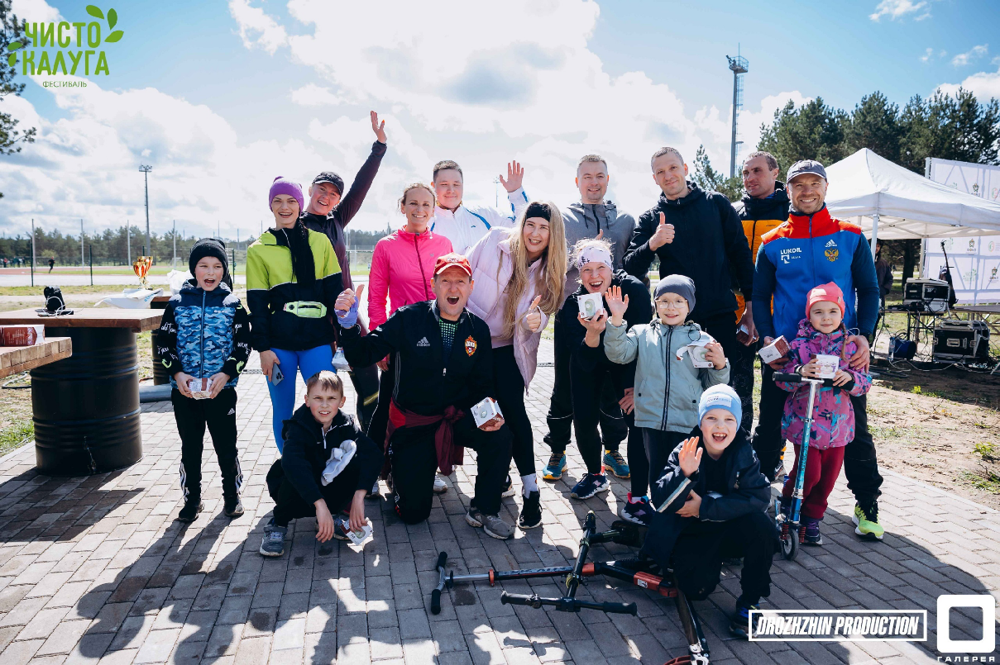 ЧИСТО
КАЛУГА
ФЕСТИВАЛЬ
LUKOIL
adidas
DROZHZHIN PRODUCTION
ГАЛЕРЕЯ